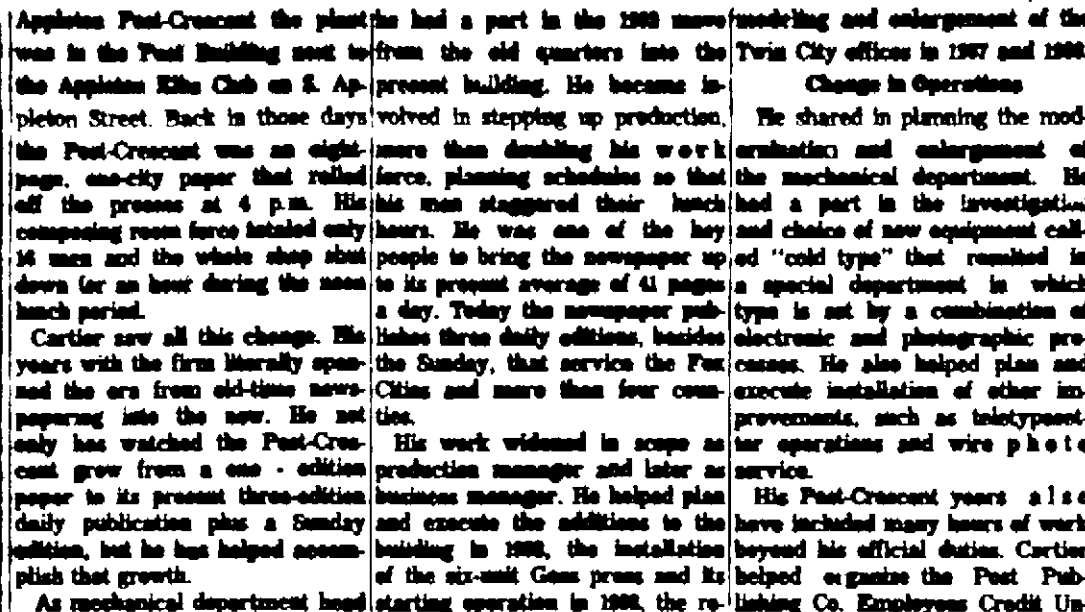 Appleton Post-Crescent the plant
was in the Post Building next to
the Appleton Elks Club on S. Ap-
pleton Street. Back in those days
the Post-Crescent was an eight-
page, one-city paper that rolled
off the presses at 4 p.m. His
composing room force totaled only
men and the whole shop shut
down for an hour during the noon
lunch period.
Cartier saw all this change. His
years with the firm literally span-
ned the era from old-time news-
papering into the new. He not
only has watched the Post-Cres-
cent grow from a one - edition
paper to its present three-edition
daily publication plus a Sunday
edition, but he has helped accom-
plish that growth.
As mechanical department head
he had a part in the move
from the old quarters into the
present building. He became in-
volved in stepping up production,
more than doubling his work
force, planning schedules so that
his men staggered their lunch
hours. He was one of the key
people to bring the newspaper up
to its present average of 41 pages
a day. Today the newspaper pub-
lishes three daily editions, besides
the Sunday, that service the Fox
Cities and more than four coun-
ties.
His work widened in scope as
production manager and later as
business manager. He helped plan
and execute the additions to the
building in the installation
of the six-unit Goss press and its
starting operation in the re-
modeling and enlargement of the
Twin City offices in 1967 and
Change in Operations
He shared in planning the mod-
ernization and enlargement of
the mechanical department. He
had a part in the investigation
and choice of new equipment call-
ed "cold type" that resulted in
a special department in which
type is set by a combination of
electronic and photographic pro-
cesses. He also helped plan and
execute installation of other im-
provements, such as teletypeset-
ter operations and wire photo
service.
His Post-Crescent years also
have included many hours of work
beyond his official duties. Cartier
helped organize the Post Pub-
lishing Co. Employees Credit Un-